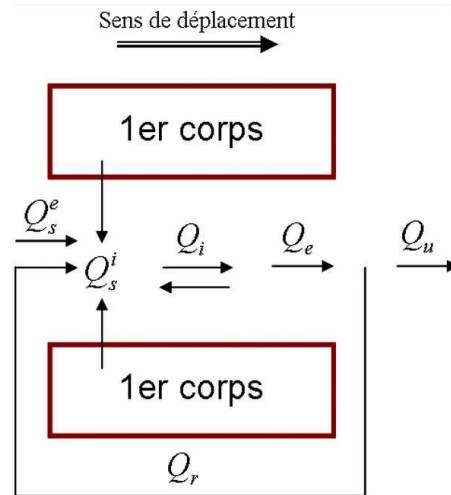 Sens de déplacement
1er corps
Q_s^e
Q_s^i
Q_i
Q_e
Q_u
1er corps
Q_r